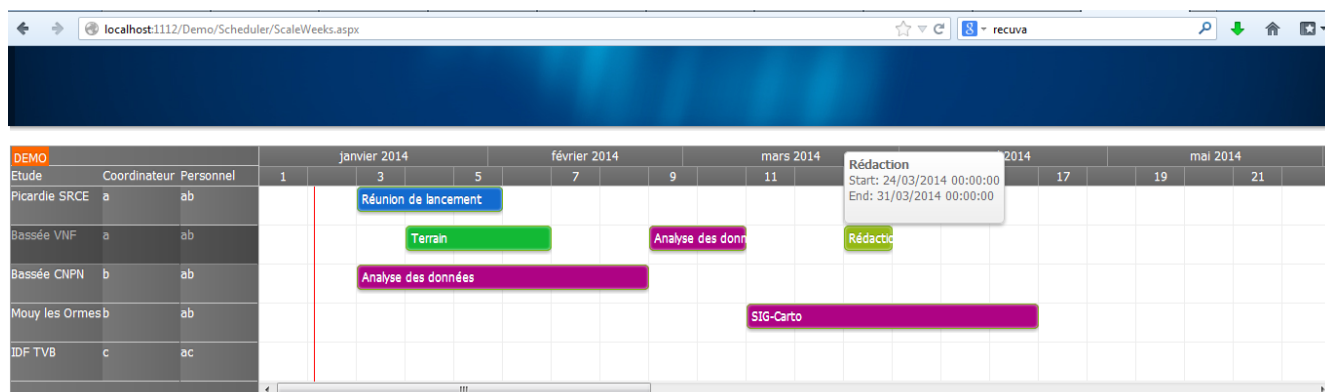 localhost:1112/Demo/Scheduler/ScaleWeeks.aspx
8 recuva
DEMO janvier 2014 février 2014 mars 2014 2014 mai 2014
Etude Coordinateur Personnel 1 3 5 7 9 11 17 19 21
Rédaction
Start: 24/03/2014 00:00:00
End: 31/03/2014 00:00:00
Picardie SRCE a ab Réunion de lancement
Bassée VNF a ab Terrain Analyse des donn Rédactio
Bassée CNPN b ab Analyse des données
Mouy les Ormes b ab SIG-Carto
IDF TVB c ac